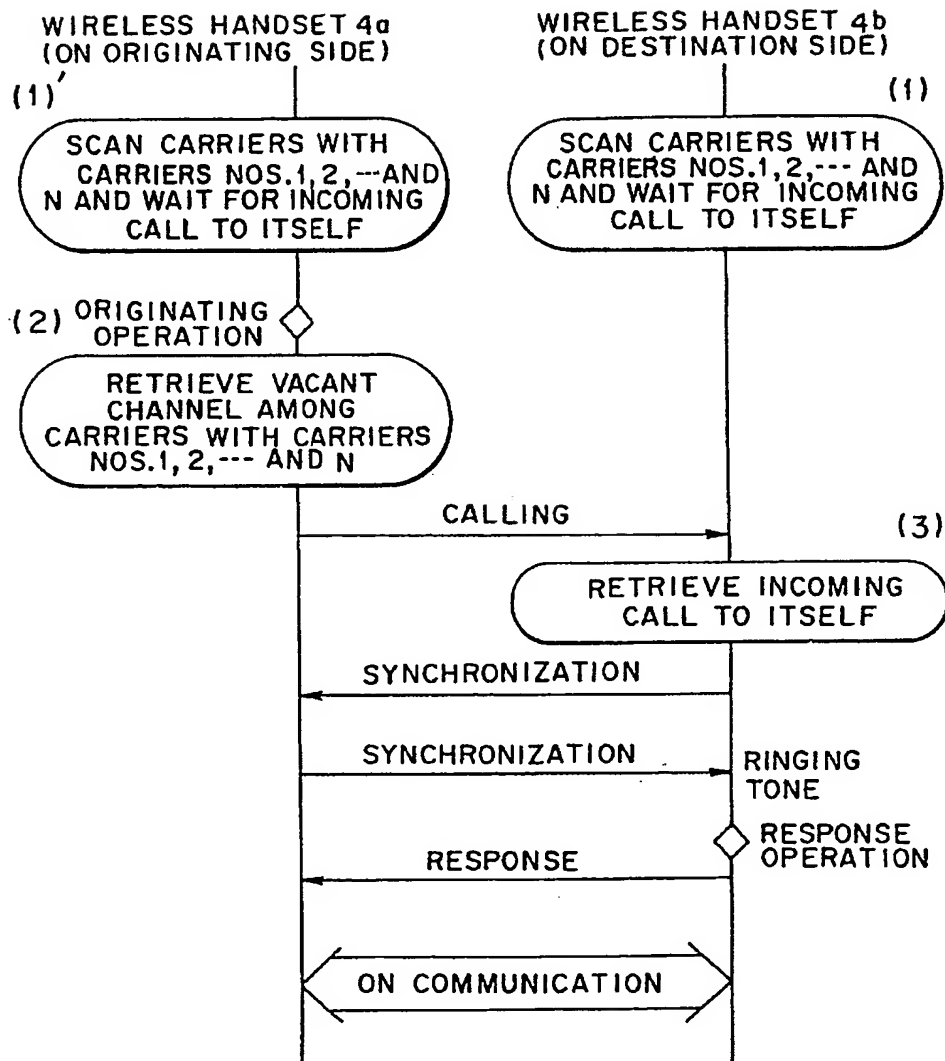 WIRELESS HANDSET 4a
(ON ORIGINATING SIDE)
WIRELESS HANDSET 4b
(ON DESTINATION SIDE)
(1)′
(1)
SCAN CARRIERS WITH
CARRIERS NOS.1,2,---AND
N AND WAIT FOR INCOMING
CALL TO ITSELF
SCAN CARRIERS WITH
CARRIERS NOS.1,2,--- AND
N AND WAIT FOR INCOMING
CALL TO ITSELF
(2) ORIGINATING
OPERATION
RETRIEVE VACANT
CHANNEL AMONG
CARRIERS WITH CARRIERS
NOS.1,2,--- AND N
CALLING
(3)
RETRIEVE INCOMING
CALL TO ITSELF
SYNCHRONIZATION
SYNCHRONIZATION
RINGING
TONE
RESPONSE
OPERATION
RESPONSE
ON COMMUNICATION